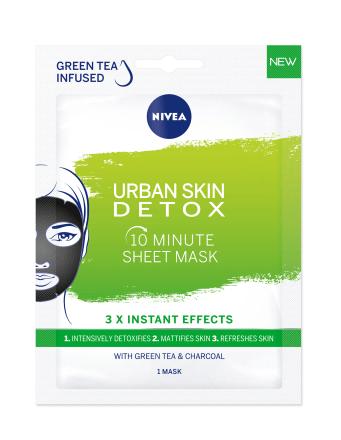 GREEN TEA
INFUSED
NEW
NIVEA
URBAN SKIN
DETOX
10 MINUTE
SHEET MASK
3 X INSTANT EFFECTS
1. INTENSIVELY DETOXIFIES 2. MATTIFIES SKIN 3. REFRESHES SKIN
WITH GREEN TEA & CHARCOAL
1 MASK